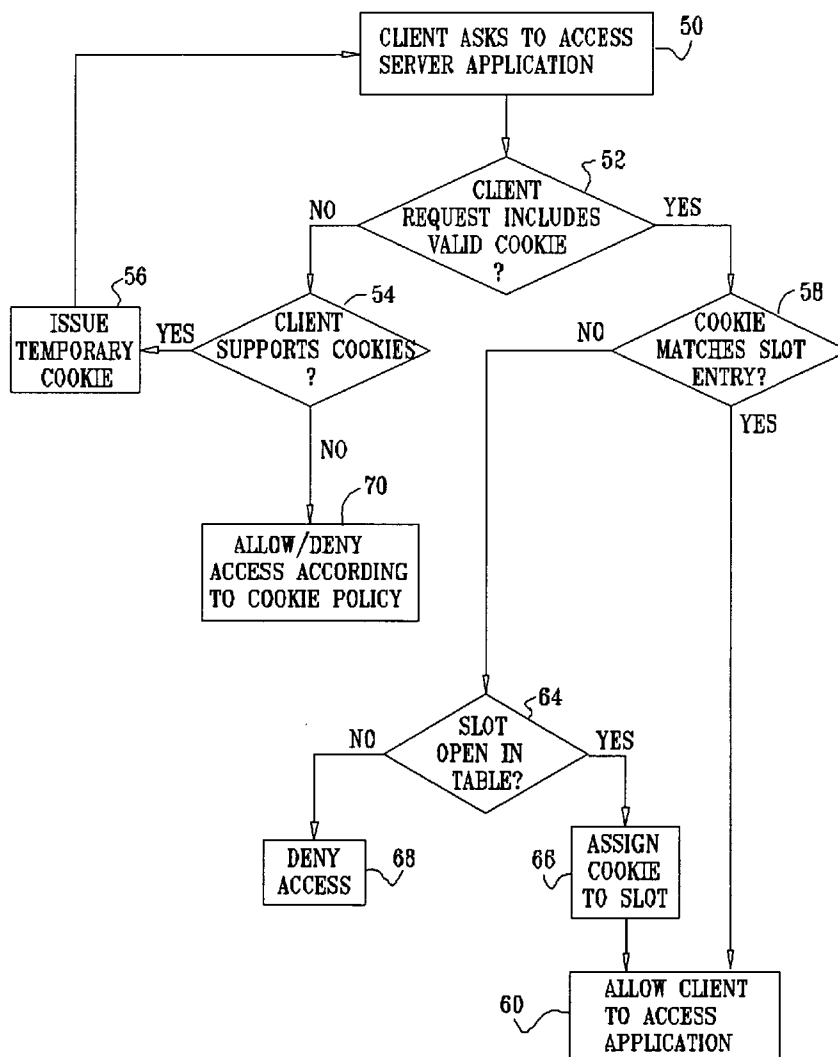 CLIENT ASKS TO ACCESS
SERVER APPLICATION
50
52
CLIENT
REQUEST INCLUDES
VALID COOKIE
?
NO
YES
56
ISSUE
TEMPORARY
COOKIE
YES
54
CLIENT
SUPPORTS COOKIES
?
58
COOKIE
MATCHES SLOT
ENTRY?
NO
YES
NO
70
ALLOW/DENY
ACCESS ACCORDING
TO COOKIE POLICY
64
SLOT
OPEN IN
TABLE?
NO
YES
DENY
ACCESS
68
66
ASSIGN
COOKIE
TO SLOT
60
ALLOW CLIENT
TO ACCESS
APPLICATION